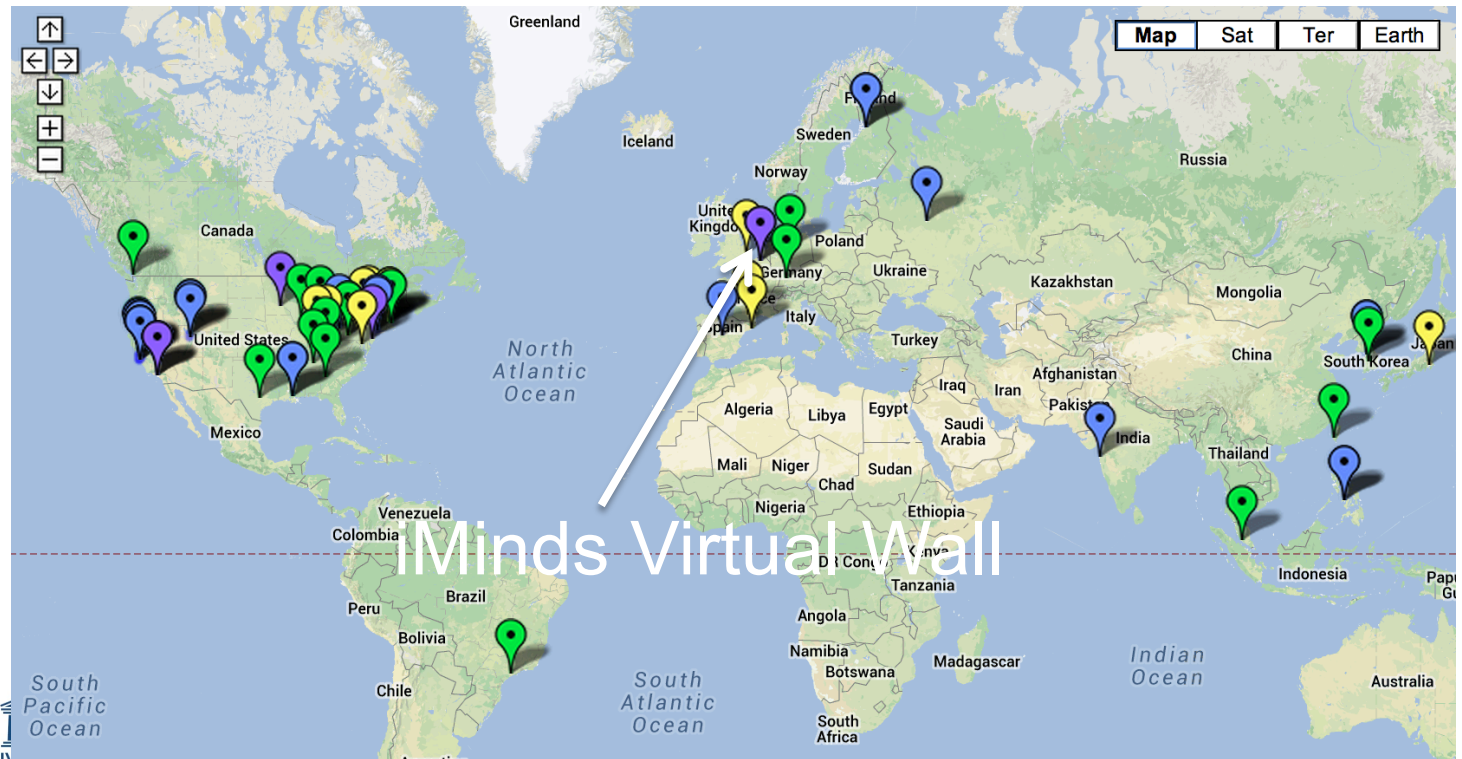 Greenland
Map Sat Ter Earth
Iceland
Finland
Sweden
Russia
Norway
Canada
United
Kingdom
Poland
Germany
Ukraine
Kazakhstan
Mongolia
France
Italy
Spain
United States
Turkey
North
Atlantic
Ocean
China
South Korea
Japan
Afghanistan
Iraq
Iran
Pakistan
Algeria
Libya
Egypt
Saudi
Arabia
India
Mexico
Thailand
Mali
Niger
Sudan
Chad
Nigeria
Ethiopia
Venezuela
Colombia
iMinds Virtual Wall
Kenya
DR Congo
Indonesia
Papu
Gu
Tanzania
Brazil
Peru
Angola
Bolivia
Namibia
Botswana
Madagascar
Indian
Ocean
South
Pacific
Ocean
Chile
South
Atlantic
Ocean
Australia
South
Africa